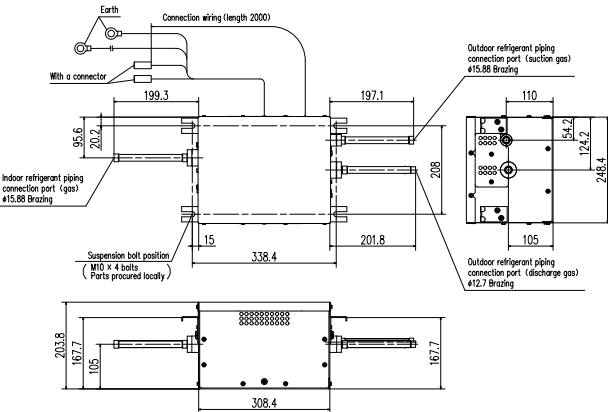 Earth
Connection wiring (length 2000)
With a connector
Outdoor refrigerant piping
connection port (suction gas)
ø15.88 Brazing
199.3
197.1
110
95.6
20.2
208
54.2
124.2
248.4
Indoor refrigerant piping
connection port (gas)
ø15.88 Brazing
15
338.4
201.8
105
Suspension bolt position
( M10 × 4 bolts
Parts procured locally )
Outdoor refrigerant piping
connection port (discharge gas)
ø12.7 Brazing
203.8
167.7
105
167.7
308.4